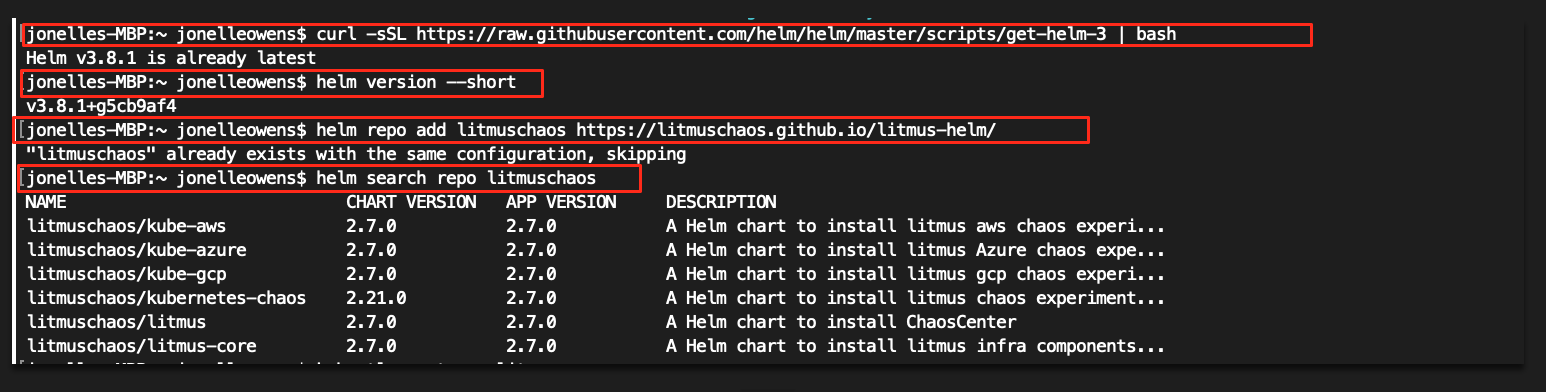 [jonelles-MBP:~ jonelleowens$ curl -sSL https://raw.githubusercontent.com/helm/helm/master/scripts/get-helm-3 | bash
Helm v3.8.1 is already latest
jonelles-MBP:~ jonelleowens$ helm version --short
v3.8.1+g5cb9af4
[jonelles-MBP:~ jonelleowens$ helm repo add litmuschaos https://litmuschaos.github.io/litmus-helm/
"litmuschaos" already exists with the same configuration, skipping
[jonelles-MBP:~ jonelleowens$ helm search repo litmuschaos
NAME CHART VERSION APP VERSION DESCRIPTION
litmuschaos/kube-aws 2.7.0 2.7.0 A Helm chart to install litmus aws chaos experi...
litmuschaos/kube-azure 2.7.0 2.7.0 A Helm chart to install litmus Azure chaos expe...
litmuschaos/kube-gcp 2.7.0 2.7.0 A Helm chart to install litmus gcp chaos experi...
litmuschaos/kubernetes-chaos 2.21.0 2.7.0 A Helm chart to install litmus chaos experiment...
litmuschaos/litmus 2.7.0 2.7.0 A Helm chart to install ChaosCenter
litmuschaos/litmus-core 2.7.0 2.7.0 A Helm chart to install litmus infra components...